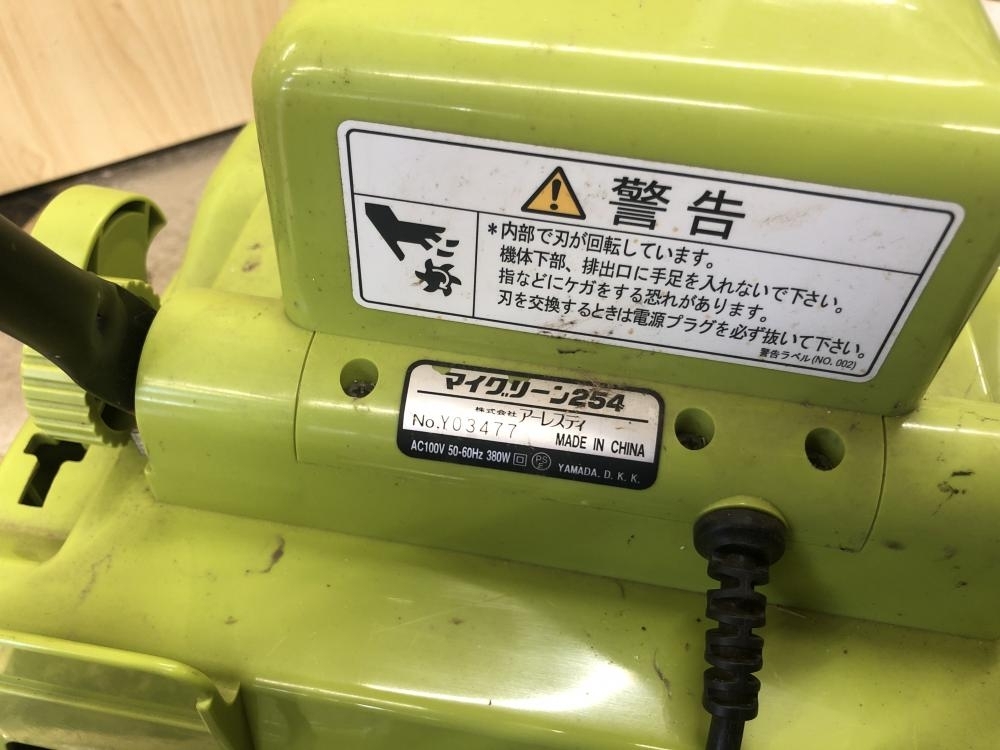 警告
*内部で刃が回転しています。
機体下部、排出口に手足を入れないで下さい。
指などにケガをする恐れがあります。
刃を交換するときは電源プラグを必ず抜いて下さい。
警告ラベル(NO. 002)
マイグリーン254
株式会社 アーレスティ
No.Y03477 MADE IN CHINA
AC100V 50-60Hz 380W PS E YAMADA. D. K. K.